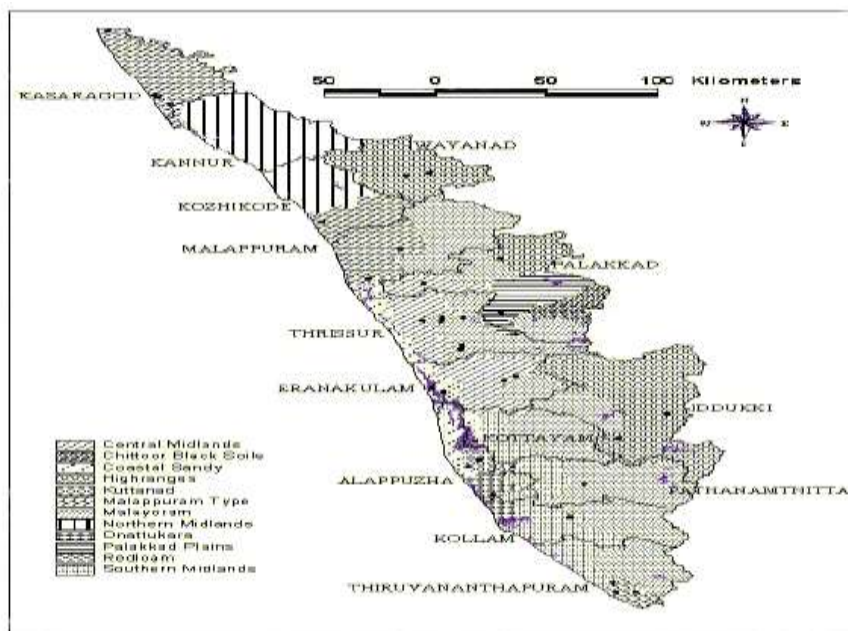 50 0 50 100 Kilometers
N
W E
KASARAGOD
KANNUR
WAYANAD
KOZHIKODE
MALAPPURAM
PALAKKAD
THRISSUR
ERANAKULAM
IDDUKKI
KOTTAYAM
ALAPPUZHA
PATHANAMTHITTA
KOLLAM
THIRUVANANTHAPURAM
Central Midlands
Chittoor Black Soils
Coastal Sandy
Highranges
Kuttanad
Malappuram Type
Malayoram
Northern Midlands
Onattukara
Palakkad Plains
Redloam
Southern Midlands